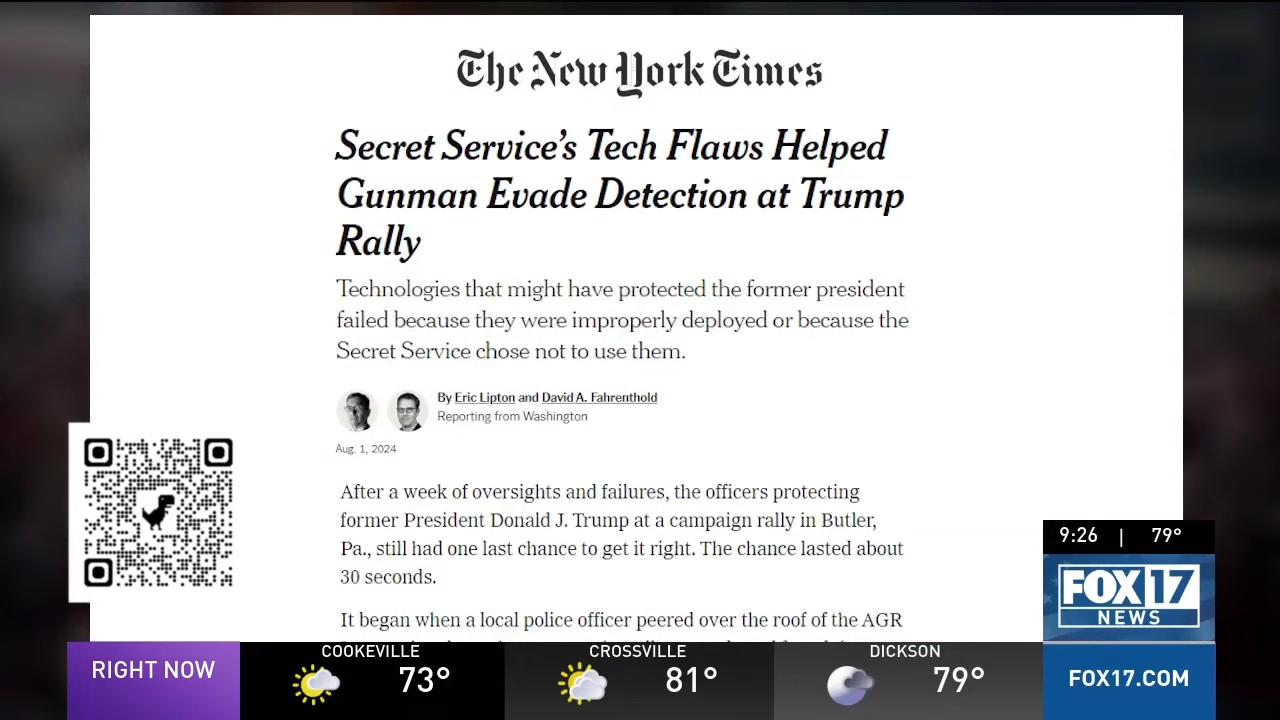 The New York Times
Secret Service's Tech Flaws Helped
Gunman Evade Detection at Trump
Rally
Technologies that might have protected the former president
failed because they were improperly deployed or because the
Secret Service chose not to use them.
By Eric Lipton and David A. Fahrenthold
Reporting from Washington
Aug. 1, 2024
After a week of oversights and failures, the officers protecting
former President Donald J. Trump at a campaign rally in Butler,
Pa., still had one last chance to get it right. The chance lasted about
30 seconds.
It began when a local police officer peered over the roof of the AGR
9:26 | 79°
FOX 17
NEWS
RIGHT NOW
COOKEVILLE
73°
CROSSVILLE
81°
DICKSON
79°
FOX17.COM